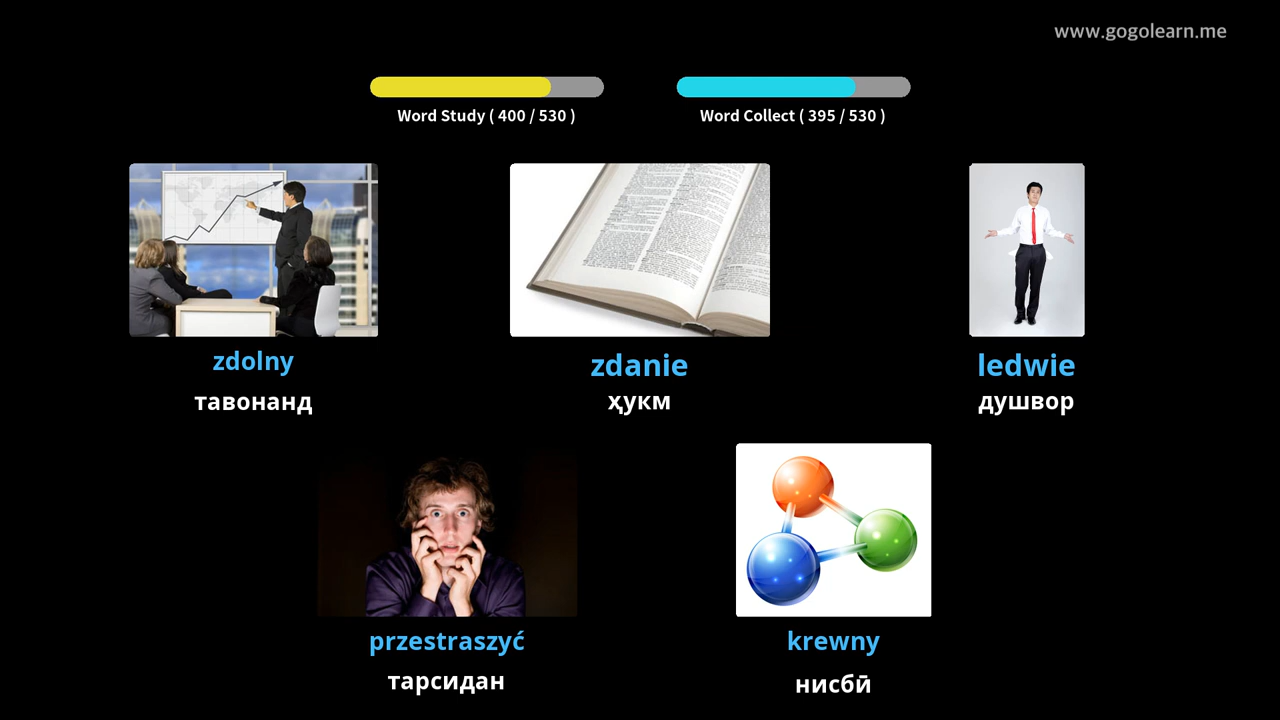 www.gogolearn.me
Word Study ( 400 / 530 )
Word Collect ( 395 / 530 )
zdolny
тавонанд
zdanie
ҳукм
ledwie
душвор
przestraszyć
тарсидан
krewny
нисбӣ